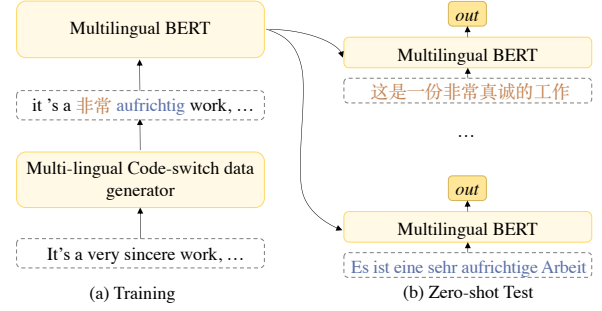 Multilingual BERT
it 's a 非常 aufrichtig work, …
Multi-lingual Code-switch data
generator
It's a very sincere work, …
(a) Training
out
Multilingual BERT
这是一份非常真诚的工作
…
out
Multilingual BERT
Es ist eine sehr aufrichtige Arbeit
(b) Zero-shot Test